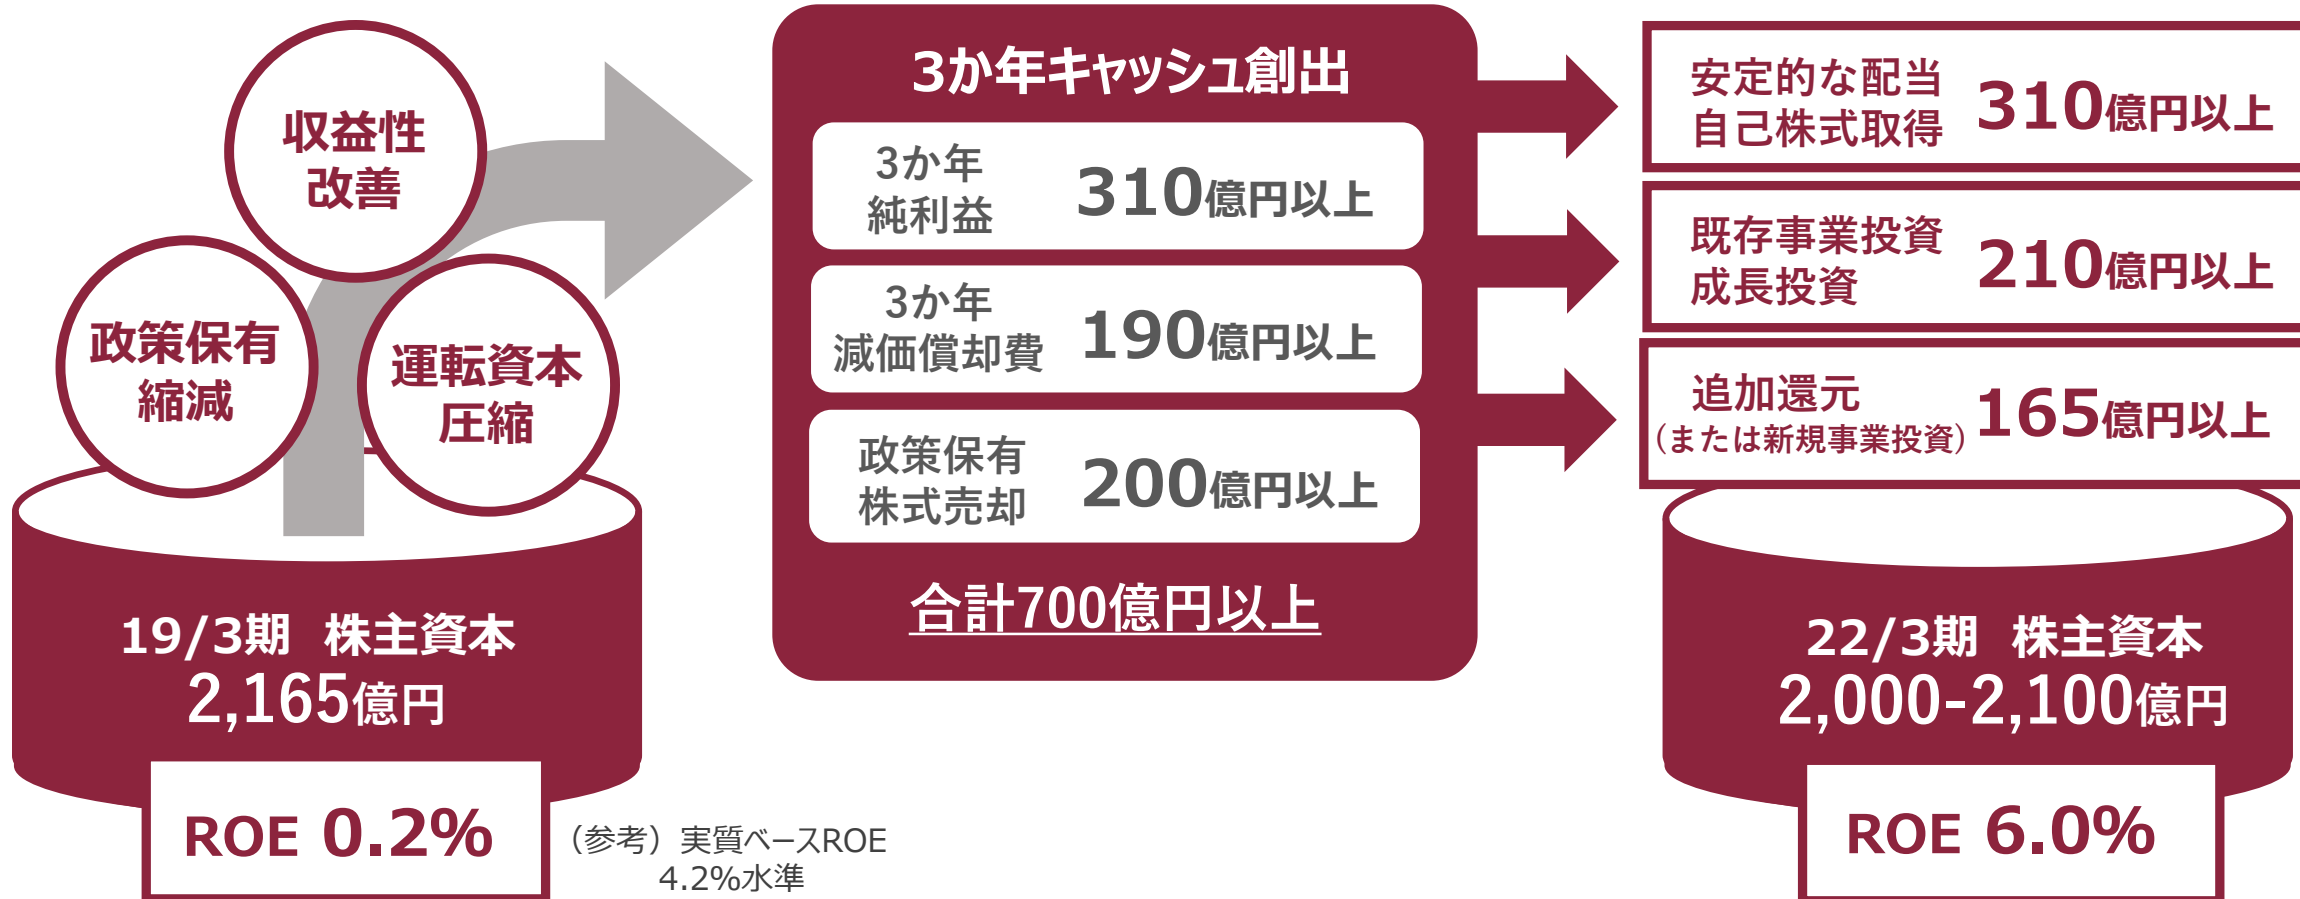 収益性
改善
政策保有
縮減
運転資本
圧縮
19/3期 株主資本
2,165億円
ROE 0.2%
（参考）実質ベースROE
4.2%水準
3か年キャッシュ創出
3か年
純利益
310億円以上
3か年
減価償却費
190億円以上
政策保有
株式売却
200億円以上
合計700億円以上
安定的な配当
自己株式取得
310億円以上
既存事業投資
成長投資
210億円以上
追加還元
（または新規事業投資）
165億円以上
22/3期 株主資本
2,000-2,100億円
ROE 6.0%